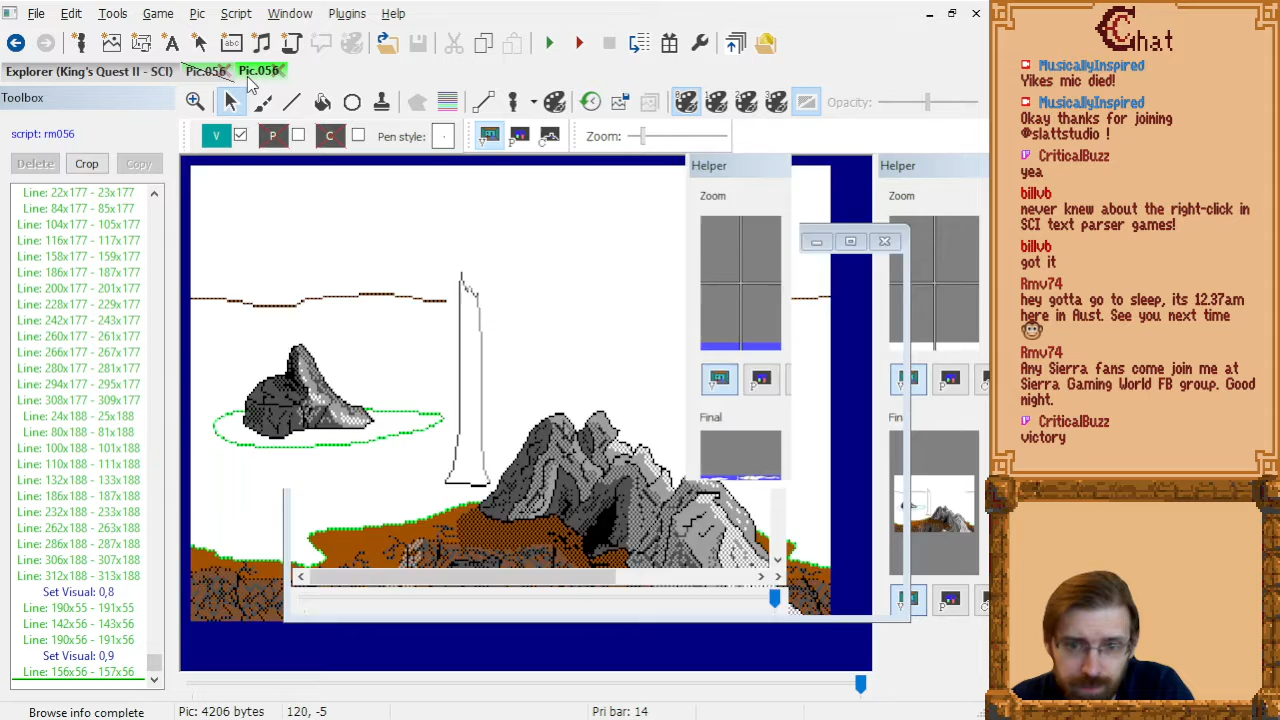 File Edit Tools Game Pic Script Window Plugins Help
Explorer (King's Quest II - SCI) Pic.056 Pic.056
Toolbox
Opacity:
script: rm056
V P C Pen style: V P C Zoom:
Delete Crop Copy
Line: 22x177 - 23x177
Line: 84x177 - 85x177
Line: 104x177 - 105x177
Line: 116x177 - 117x177
Line: 158x177 - 159x177
Line: 186x177 - 187x177
Line: 200x177 - 201x177
Line: 228x177 - 229x177
Line: 242x177 - 243x177
Line: 260x177 - 261x177
Line: 266x177 - 267x177
Line: 280x177 - 281x177
Line: 294x177 - 295x177
Line: 308x177 - 309x177
Line: 24x188 - 25x188
Line: 80x188 - 81x188
Line: 100x188 - 101x188
Line: 110x188 - 111x188
Line: 132x188 - 133x188
Line: 186x188 - 187x188
Line: 232x188 - 233x188
Line: 262x188 - 263x188
Line: 286x188 - 287x188
Line: 306x188 - 307x188
Line: 312x188 - 313x188
Set Visual: 0,8
Line: 190x55 - 191x55
Line: 142x56 - 143x56
Line: 190x56 - 191x56
Set Visual: 0,9
Line: 156x56 - 157x56
Helper
Zoom
V P
Final
Helper
Zoom
V P C
Fin
V P C
Browse info complete Pic: 4206 bytes 120, -5 Pri bar: 14
Chat
MusicallyInspired
Yikes mic died!
MusicallyInspired
Okay thanks for joining
@slattstudio !
CriticalBuzz
yea
billvb
never knew about the right-click in
SCI text parser games!
billvb
got it
Rmv74
hey gotta go to sleep, its 12.37am
here in Aust. See you next time
Rmv74
Any Sierra fans come join me at
Sierra Gaming World FB group. Good
night.
CriticalBuzz
victory